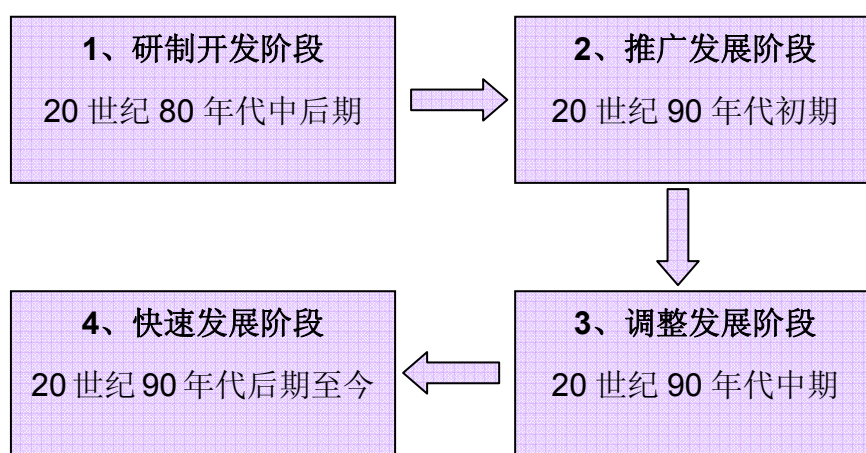 1、研制开发阶段
20 世纪 80 年代中后期
2、推广发展阶段
20 世纪 90 年代初期
3、调整发展阶段
20 世纪 90 年代中期
4、快速发展阶段
20 世纪 90 年代后期至今